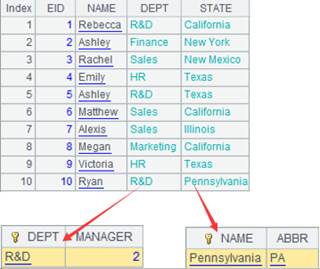 Index EID NAME DEPT STATE
1 1 Rebecca R&D California
2 2 Ashley Finance New York
3 3 Rachel Sales New Mexico
4 4 Emily HR Texas
5 5 Ashley R&D Texas
6 6 Matthew Sales California
7 7 Alexis Sales Illinois
8 8 Megan Marketing California
9 9 Victoria HR Texas
10 10 Ryan R&D Pennsylvania
DEPT MANAGER
R&D 2
NAME ABBR
Pennsylvania PA